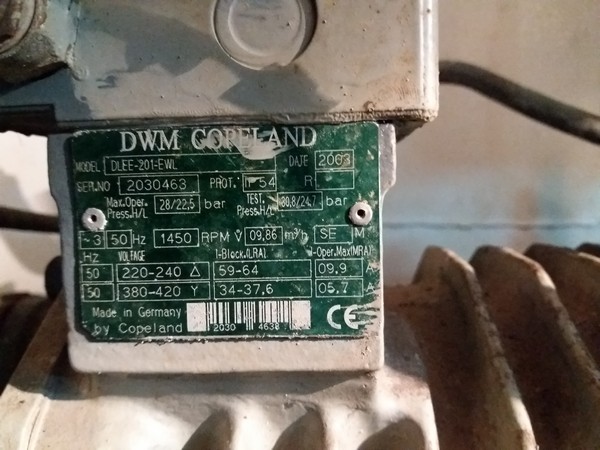 DWM COPELAND
MODEL DLEE-201-EWL DATE 2003
SERI.NO 2030463 PROT. IP 54 R
Max.Oper. Press.H/L 28/22,5 bar TEST. Press.H/L 30,8/24.7 bar
~3 50 Hz 1450 RPM V 09,86 m³/h SE M
Hz VOLTAGE I-Block.(LRA) I-Oper.Max(MRA)
50 220-240 Δ 59-64 09,9 A
50 380-420 Y 34-37,6 05,7 A
Made in Germany
by Copeland 2030 4630 CE